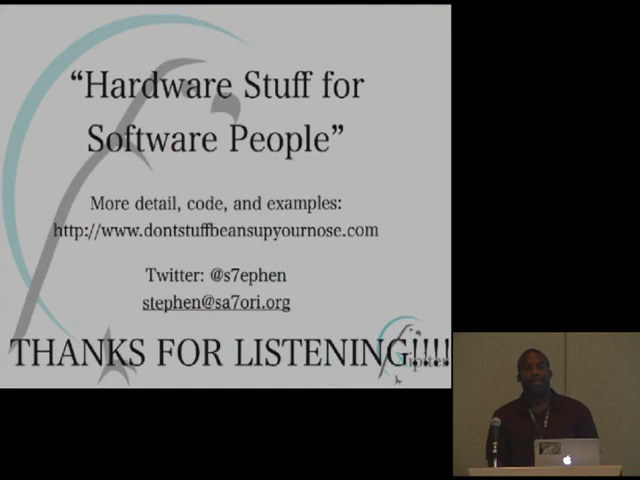 “Hardware Stuff for
Software People”
More detail, code, and examples:
http://www.dontstuffbeansupyournose.com
Twitter: @s7ephen
stephen@sa7ori.org
THANKS FOR LISTENING!!!!